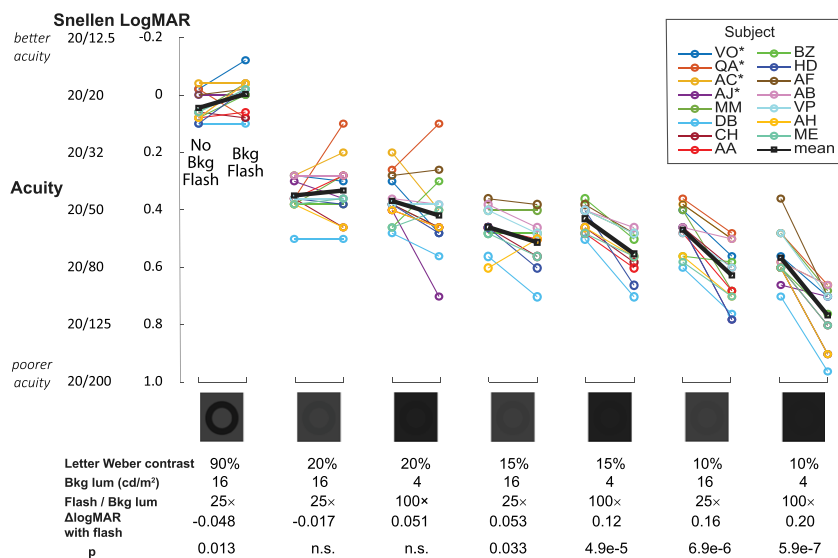 Snellen LogMAR
better acuity
20/12.5 -0.2
20/20 0
20/32 0.2
Acuity
20/50 0.4
20/80 0.6
20/125 0.8
poorer acuity
20/200 1.0
No Bkg Flash
Bkg Flash
Subject
VO* BZ
QA* HD
AC* AF
AJ* AB
MM VP
DB AH
CH ME
AA mean
Letter Weber contrast 90% 20% 20% 15% 15% 10% 10%
Bkg lum (cd/m²) 16 16 4 16 4 16 4
Flash / Bkg lum 25× 25× 100× 25× 100× 25× 100×
ΔlogMAR with flash -0.048 -0.017 0.051 0.053 0.12 0.16 0.20
p 0.013 n.s. n.s. 0.033 4.9e-5 6.9e-6 5.9e-7